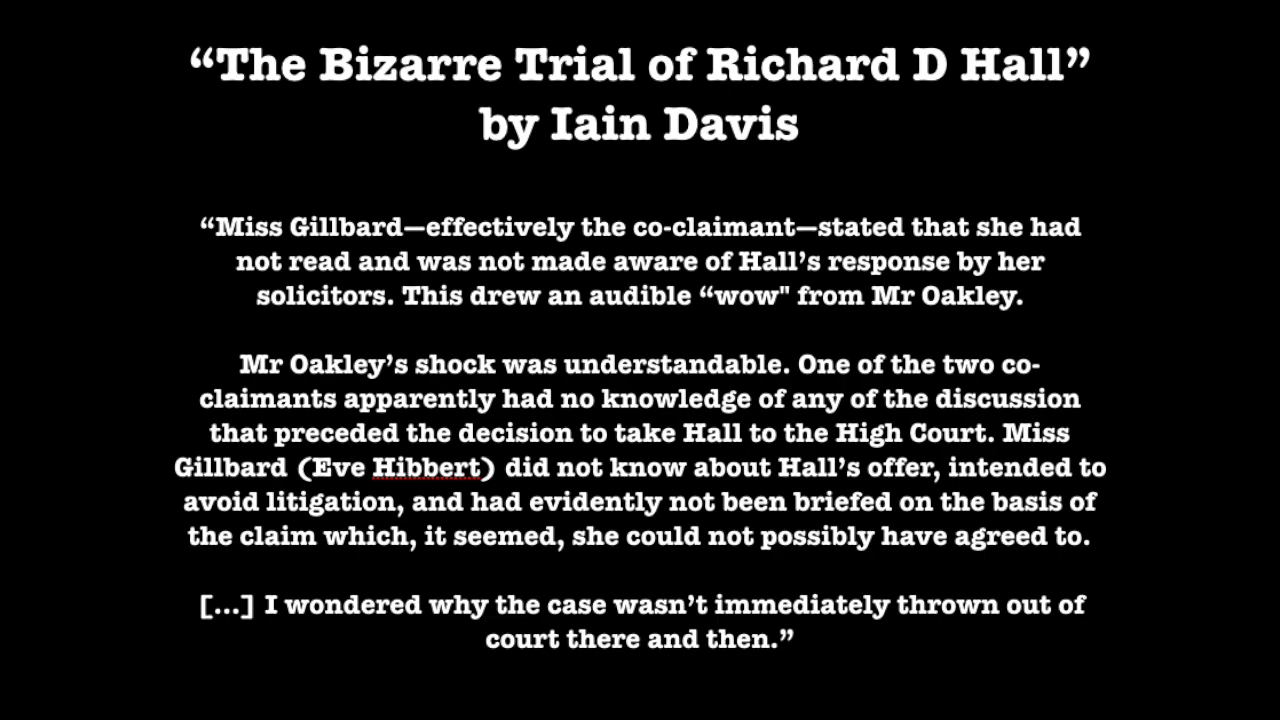 “The Bizarre Trial of Richard D Hall”
by Iain Davis
“Miss Gillbard—effectively the co-claimant—stated that she had
not read and was not made aware of Hall’s response by her
solicitors. This drew an audible “wow" from Mr Oakley.
Mr Oakley’s shock was understandable. One of the two co-
claimants apparently had no knowledge of any of the discussion
that preceded the decision to take Hall to the High Court. Miss
Gillbard (Eve Hibbert) did not know about Hall’s offer, intended to
avoid litigation, and had evidently not been briefed on the basis of
the claim which, it seemed, she could not possibly have agreed to.
[…] I wondered why the case wasn’t immediately thrown out of
court there and then.”